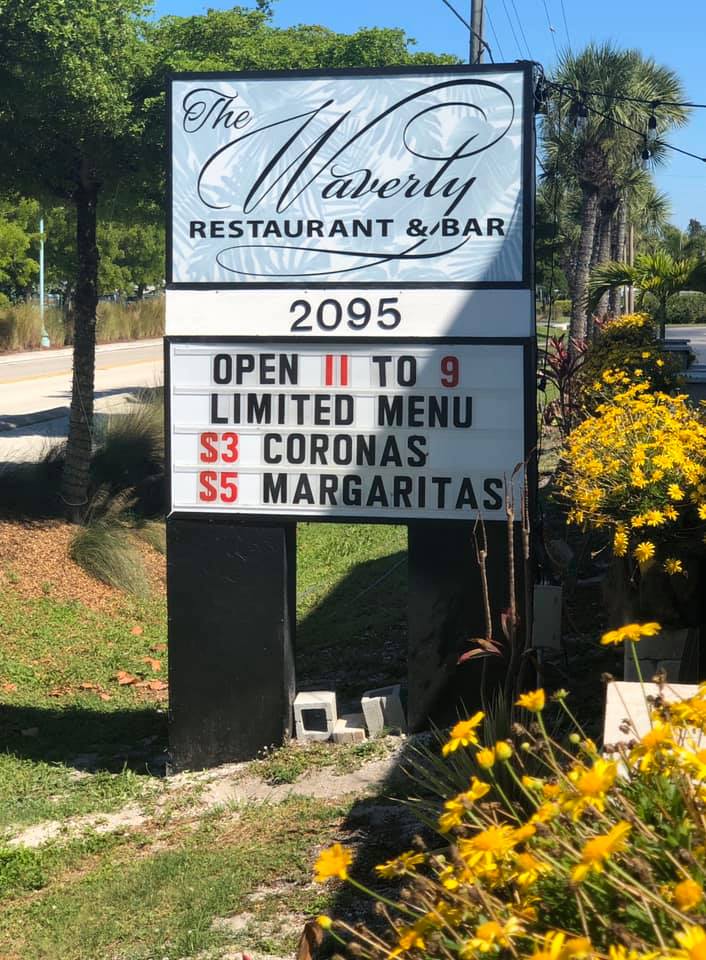 The
Waverly
RESTAURANT & BAR
2095
OPEN 11 TO 9
LIMITED MENU
$3 CORONAS
$5 MARGARITAS